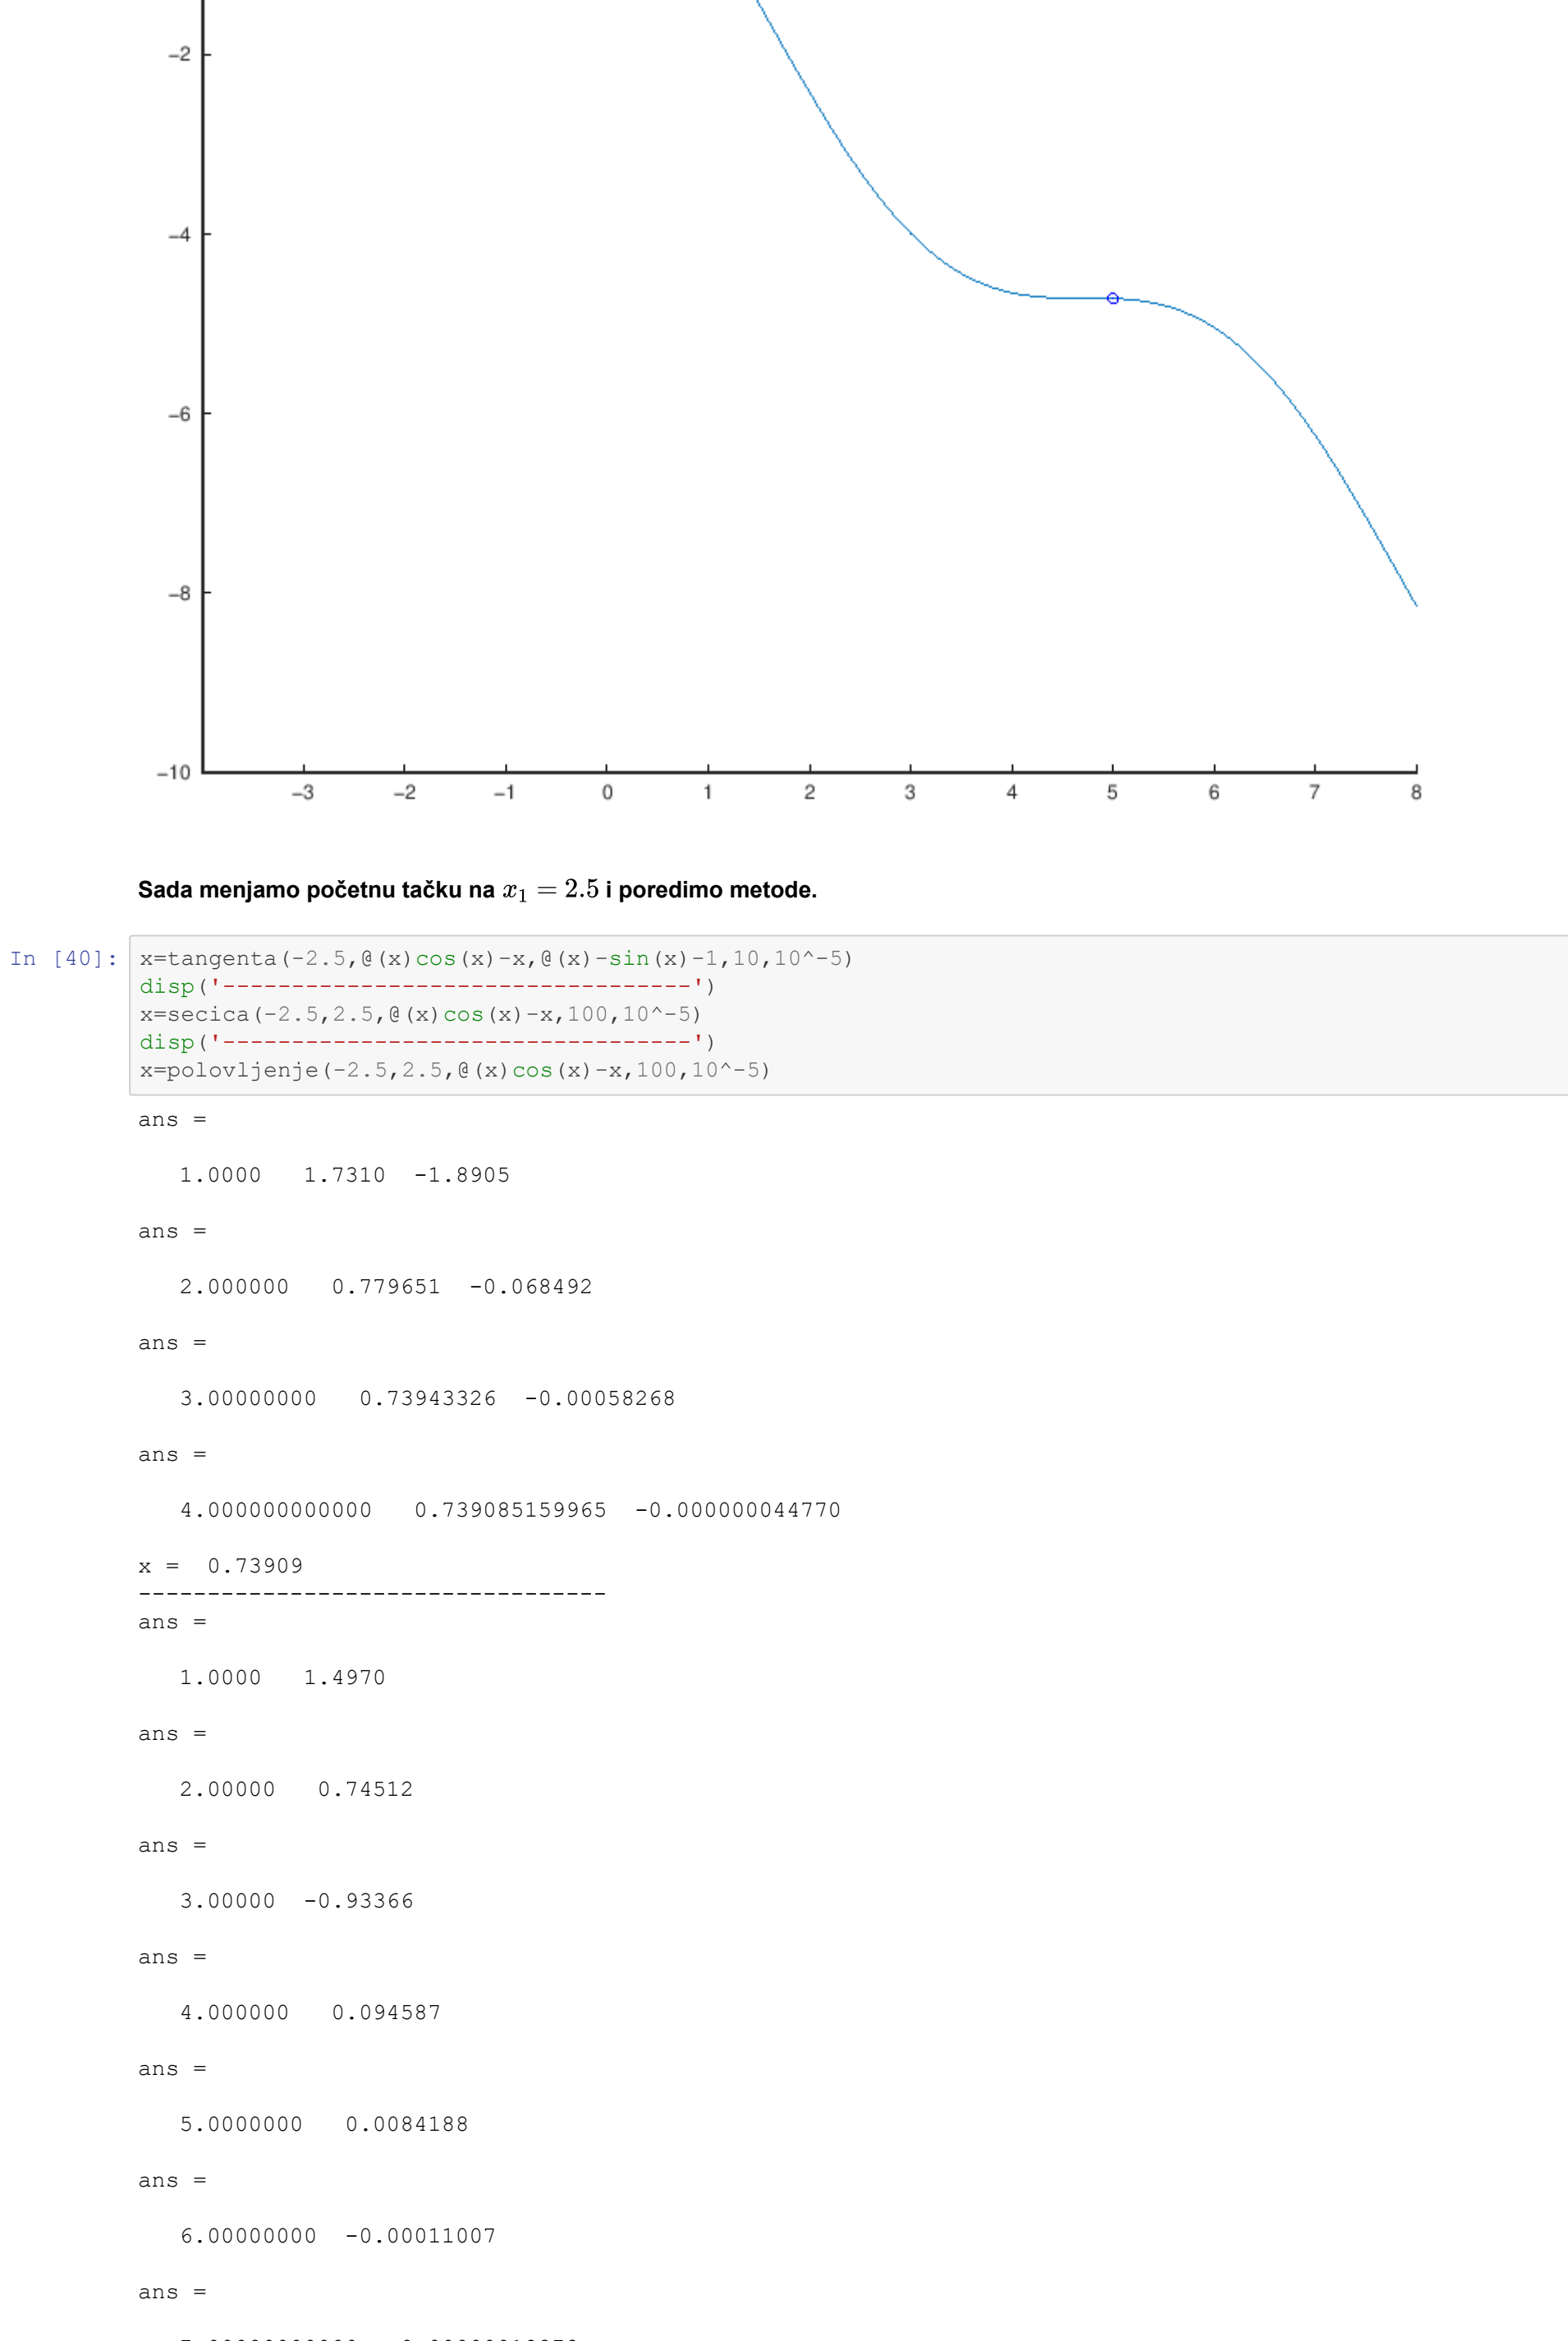 −2
−4
−6
−8
−10
−3 −2 −1 0 1 2 3 4 5 6 7 8
Sada menjamo početnu tačku na x₁ = 2.5 i poredimo metode.
In [40]: x=tangenta(-2.5,@(x)cos(x)-x,@(x)-sin(x)-1,10,10^-5)
disp('----------------------------------')
x=secica(-2.5,2.5,@(x)cos(x)-x,100,10^-5)
disp('----------------------------------')
x=polovljenje(-2.5,2.5,@(x)cos(x)-x,100,10^-5)
ans =
1.0000 1.7310 -1.8905
ans =
2.000000 0.779651 -0.068492
ans =
3.00000000 0.73943326 -0.00058268
ans =
4.000000000000 0.739085159965 -0.000000044770
x = 0.73909
----------------------------------
ans =
1.0000 1.4970
ans =
2.00000 0.74512
ans =
3.00000 -0.93366
ans =
4.000000 0.094587
ans =
5.0000000 0.0084188
ans =
6.00000000 -0.00011007
ans =